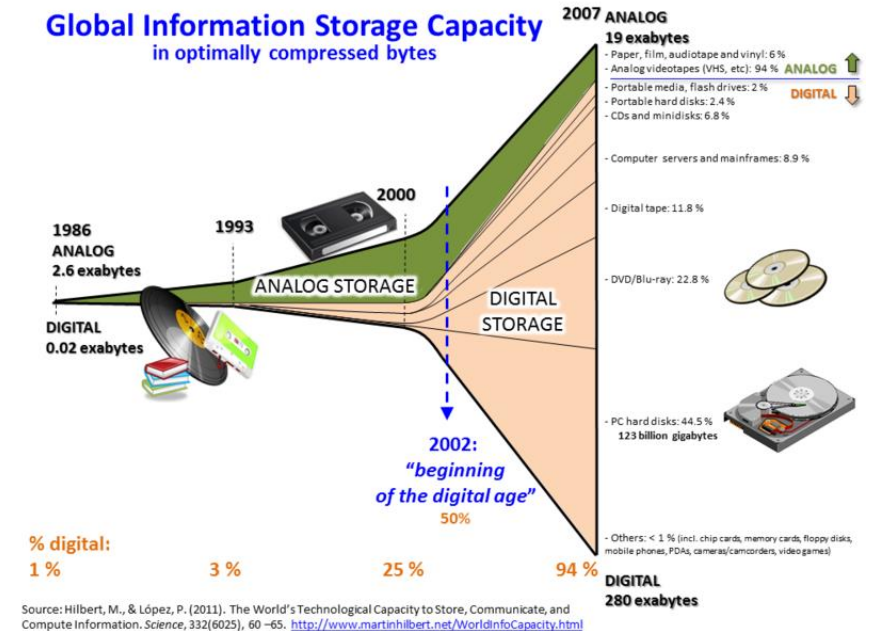 Global Information Storage Capacity
in optimally compressed bytes
2007 ANALOG
19 exabytes
- Paper, film, audiotape and vinyl: 6 %
- Analog videotapes (VHS, etc): 94 % ANALOG
- Portable media, flash drives: 2 %
DIGITAL
- Portable hard disks: 2.4 %
- CDs and minidisks: 6.8 %
- Computer servers and mainframes: 8.9 %
- Digital tape: 11.8 %
- DVD/Blu-ray: 22.8 %
- PC hard disks: 44.5 %
123 billion gigabytes
- Others: < 1 % (incl. chip cards, memory cards, floppy disks,
mobile phones, PDAs, cameras/camcorders, video games)
DIGITAL
280 exabytes
2000
1993
1986
ANALOG
2.6 exabytes
DIGITAL
0.02 exabytes
ANALOG STORAGE
DIGITAL
STORAGE
2002:
"beginning
of the digital age"
50%
% digital:
1 % 3 % 25 % 94 %
Source: Hilbert, M., & López, P. (2011). The World's Technological Capacity to Store, Communicate, and
Compute Information. Science, 332(6025), 60 –65. http://www.martinhilbert.net/WorldInfoCapacity.html